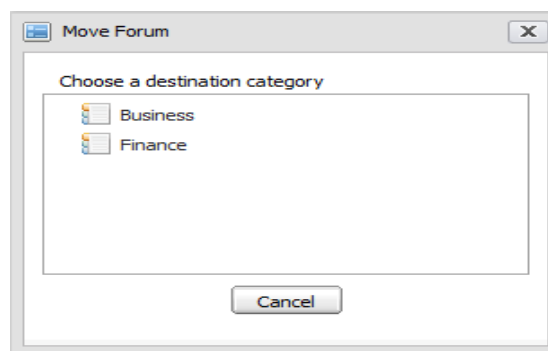 Move Forum
Choose a destination category
Business
Finance
Cancel